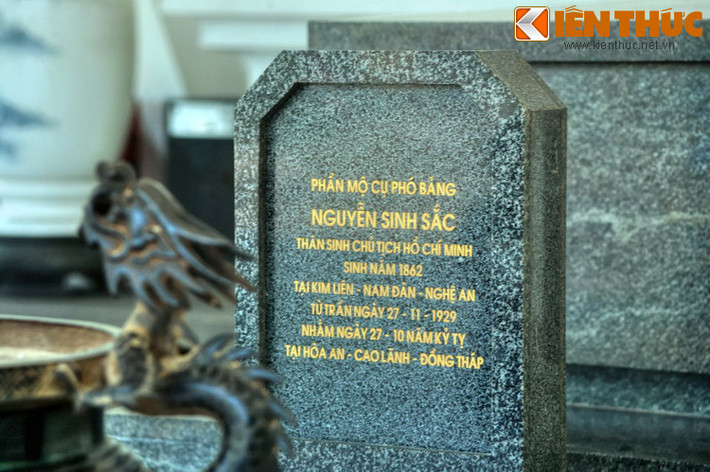 KIẾN THỨC
www.kienthuc.net.vn
PHẦN MỘ CỤ PHÓ BẢNG
NGUYỄN SINH SẮC
THÂN SINH CHỦ TỊCH HỒ CHÍ MINH
SINH NĂM 1862
TẠI KIM LIÊN - NAM ĐÀN - NGHỆ AN
TỪ TRẦN NGÀY 27 - 11 - 1929
NHẰM NGÀY 27 - 10 NĂM KỶ TỴ
TẠI HÒA AN - CAO LÃNH - ĐỒNG THÁP